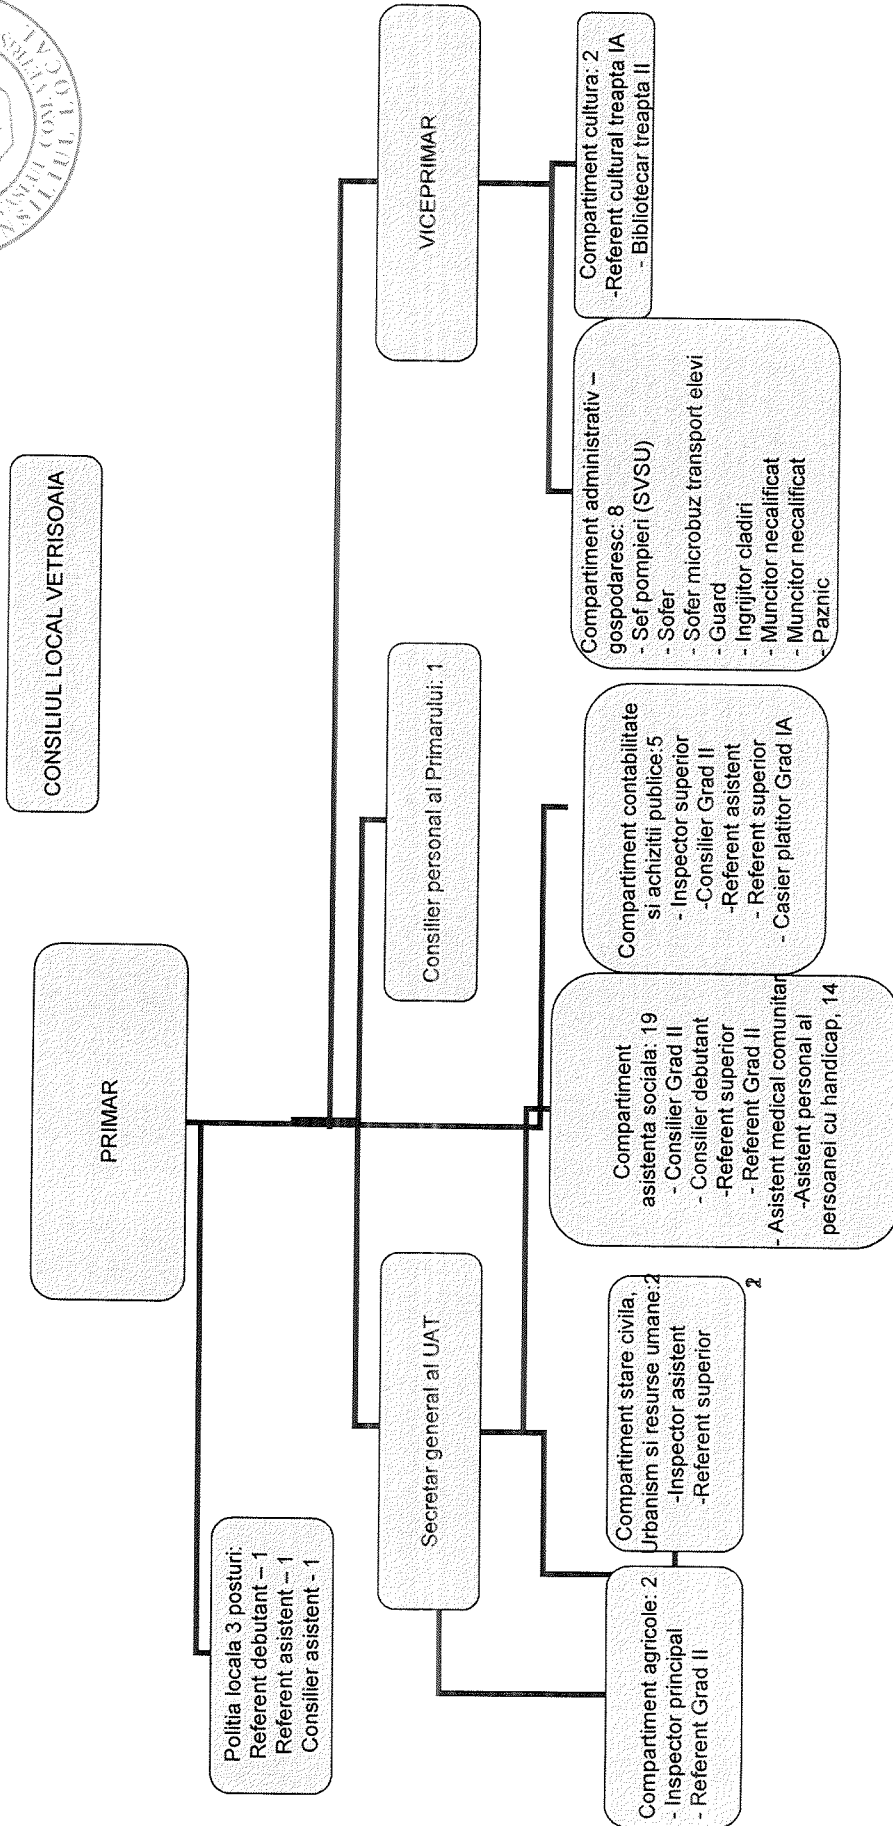 CONSILIUL LOCAL VETRISOAIA
PRIMAR
Politia locala 3 posturi:
Referent debutant – 1
Referent asistent – 1
Consilier asistent - 1
Secretar general al UAT
Consilier personal al Primarului: 1
VICEPRIMAR
Compartiment agricole: 2
- Inspector principal
- Referent Grad II
Compartiment stare civila,
Urbanism si resurse umane:2
-Inspector asistent
-Referent superior
2
Compartiment
asistenta sociala: 19
- Consilier Grad II
- Consilier debutant
-Referent superior
- Referent Grad II
- Asistent medical comunitar
-Asistent personal al
persoanei cu handicap, 14
Compartiment contabilitate
si achizitii publice:5
- Inspector superior
-Consilier Grad II
-Referent asistent
- Referent superior
- Casier platitor Grad IA
Compartiment administrativ –
gospodaresc: 8
- Sef pompieri (SVSU)
- Sofer
- Sofer microbuz transport elevi
- Guard
- Ingrijitor cladiri
- Muncitor necalificat
- Muncitor necalificat
- Paznic
Compartiment cultura: 2
-Referent cultural treapta IA
- Bibliotecar treapta II